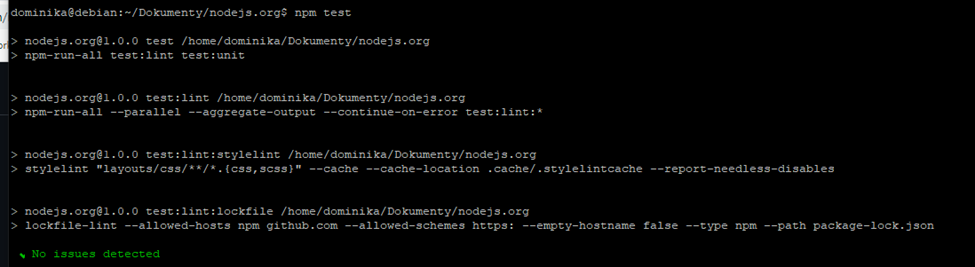 dominika@debian:~/Dokumenty/nodejs.org$ npm test
> nodejs.org@1.0.0 test /home/dominika/Dokumenty/nodejs.org
> npm-run-all test:lint test:unit
> nodejs.org@1.0.0 test:lint /home/dominika/Dokumenty/nodejs.org
> npm-run-all --parallel --aggregate-output --continue-on-error test:lint:*
> nodejs.org@1.0.0 test:lint:stylelint /home/dominika/Dokumenty/nodejs.org
> stylelint "layouts/css/**/*.{css,scss}" --cache --cache-location .cache/.stylelintcache --report-needless-disables
> nodejs.org@1.0.0 test:lint:lockfile /home/dominika/Dokumenty/nodejs.org
> lockfile-lint --allowed-hosts npm github.com --allowed-schemes https: --empty-hostname false --type npm --path package-lock.json
No issues detected